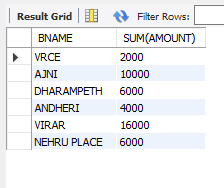 Result Grid Filter Rows:
BNAME SUM(AMOUNT)
VRCE 2000
AJNI 10000
DHARAMPETH 6000
ANDHERI 4000
VIRAR 16000
NEHRU PLACE 6000